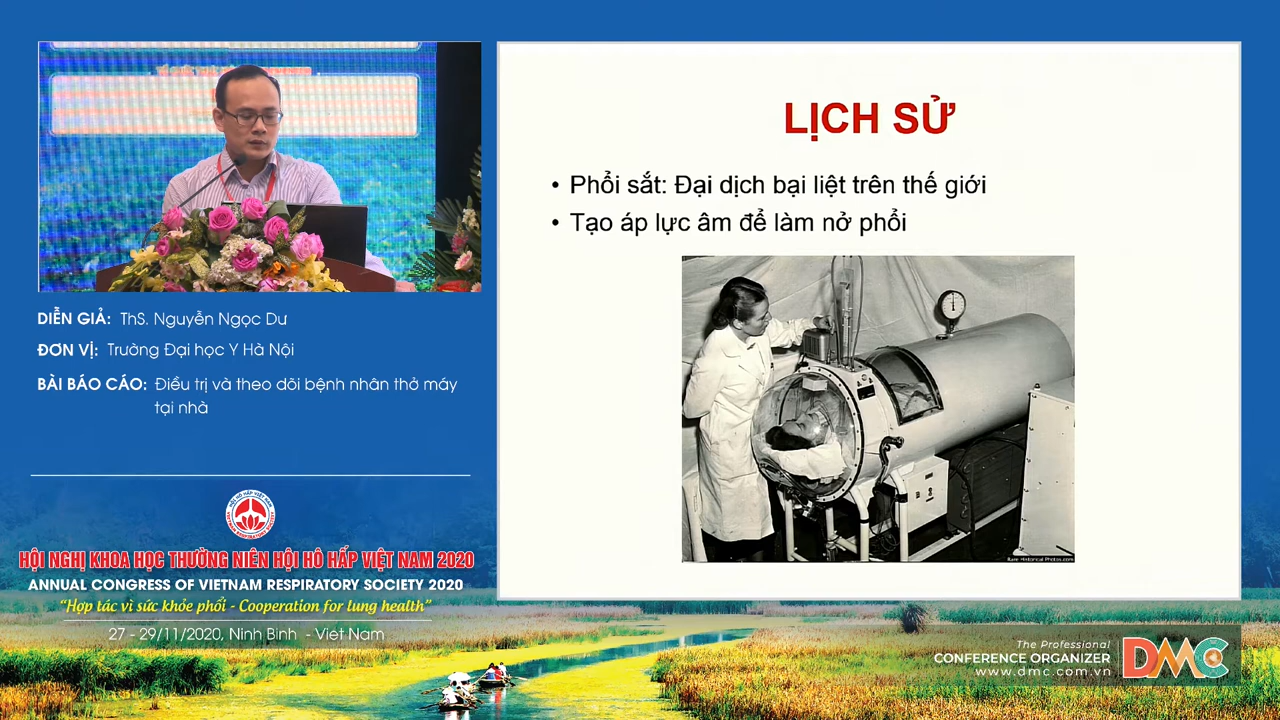 DIỄN GIẢ: ThS. Nguyễn Ngọc Dư
ĐƠN VỊ: Trường Đại học Y Hà Nội
BÀI BÁO CÁO: Điều trị và theo dõi bệnh nhân thở máy
tại nhà
HỘI NGHỊ KHOA HỌC THƯỜNG NIÊN HỘI HÔ HẤP VIỆT NAM 2020
ANNUAL CONGRESS OF VIETNAM RESPIRATORY SOCIETY 2020
"Hợp tác vì sức khỏe phổi - Cooperation for lung health"
27 - 29/11/2020, Ninh Bình - Việt Nam
LỊCH SỬ
• Phổi sắt: Đại dịch bại liệt trên thế giới
• Tạo áp lực âm để làm nở phổi
Rare Historical Photos.com
The Professional
CONFERENCE ORGANIZER
www.dmc.com.vn
DMC